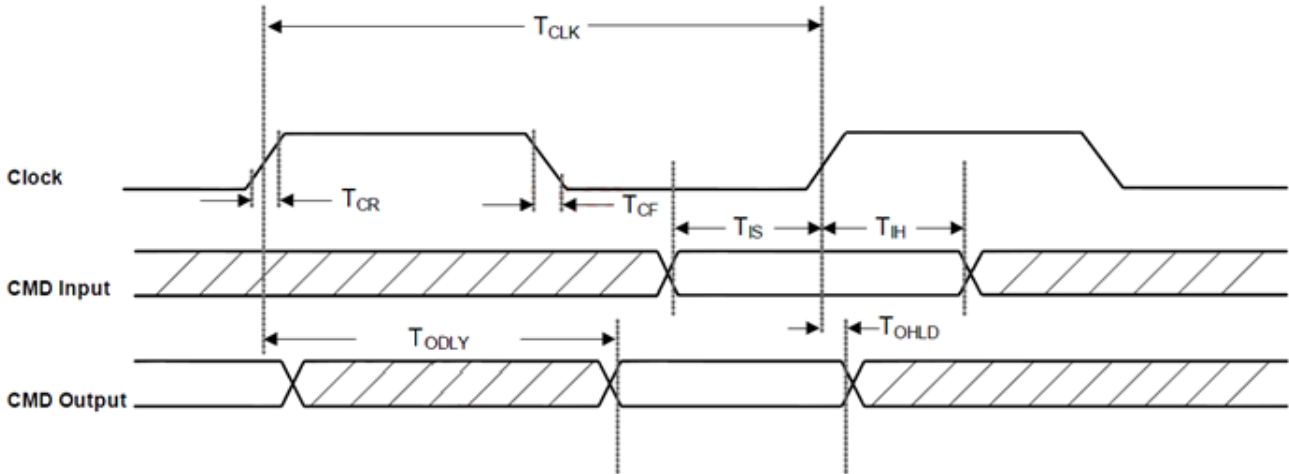 TCLK
Clock
TCR
TCF
TIS
TIH
CMD Input
TODLY
TOHLD
CMD Output